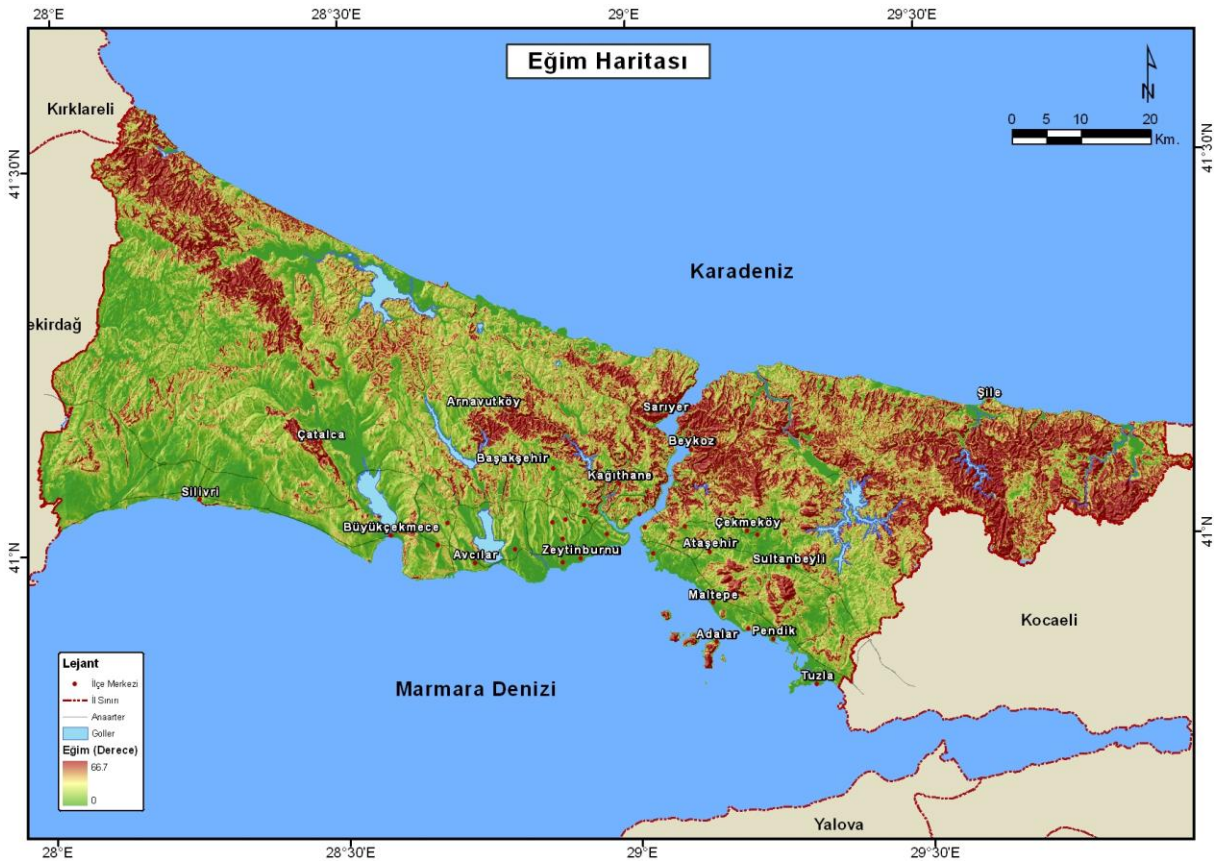 28°E
28°30'E
29°E
29°30'E
Eğim Haritası
N
0 5 10 20
Km.
Kırklareli
41°30'N
41°30'N
Karadeniz
ekirdağ
Şile
Arnavutköy
Sarıyer
Çatalca
Beykoz
Başakşehir
Kağıthane
Silivri
Büyükçekmece
Çekmeköy
Avcılar
Zeytinburnu
Ataşehir
Sultanbeyli
41°N
41°N
Maltepe
Adalar
Pendik
Kocaeli
Tuzla
Marmara Denizi
Lejant
İlçe Merkezi
İl Sınırı
Anaarter
Goller
Eğim (Derece)
66.7
0
Yalova
28°E
28°30'E
29°E
29°30'E